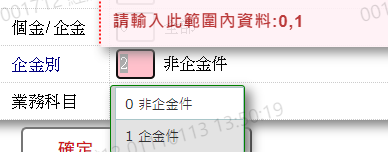 請輸入此範圍內資料:0,1
個金/企金
全部
企金別 2 非企金件
業務科目
0 非企金件
1 企金件
確定